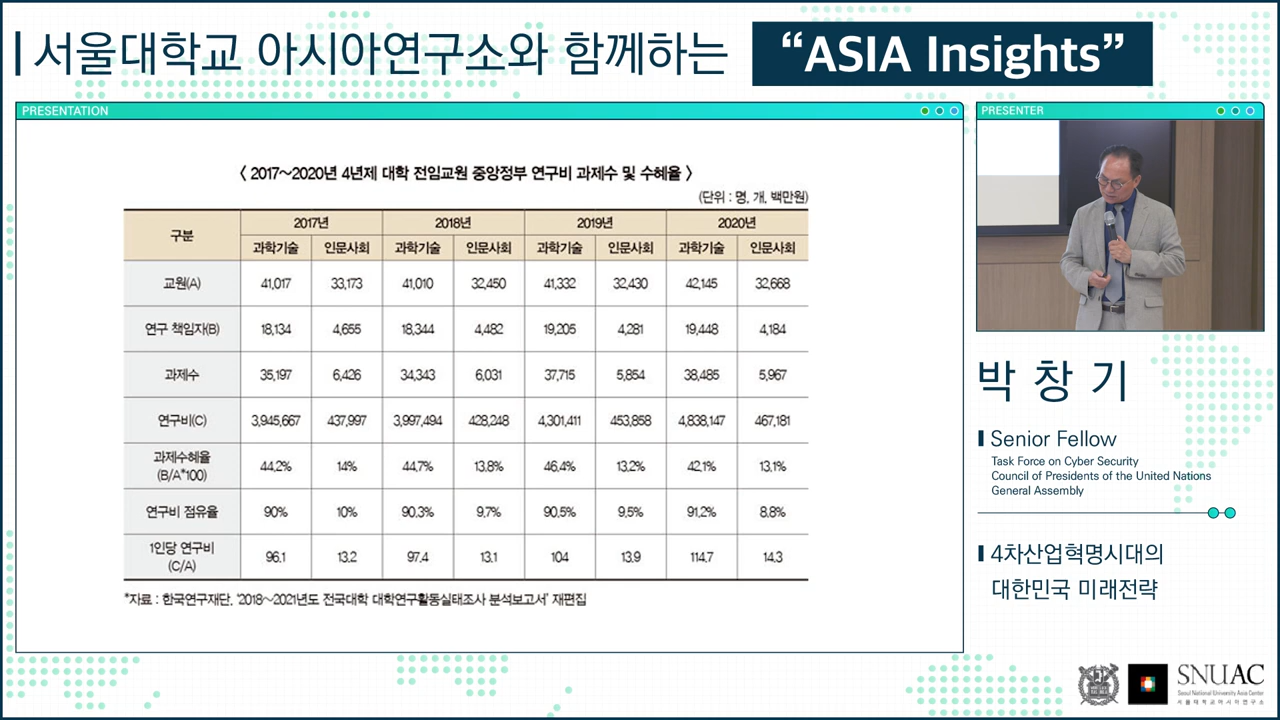 서울대학교 아시아연구소와 함께하는 “ASIA Insights”
PRESENTATION
< 2017~2020년 4년제 대학 전임교원 중앙정부 연구비 과제수 및 수혜율 >
(단위 : 명, 개, 백만원)
구분 2017년 2018년 2019년 2020년
과학기술 인문사회 과학기술 인문사회 과학기술 인문사회 과학기술 인문사회
교원(A) 41,017 33,173 41,010 32,450 41,332 32,430 42,145 32,668
연구 책임자(B) 18,134 4,655 18,344 4,482 19,205 4,281 19,448 4,184
과제수 35,197 6,426 34,343 6,031 37,715 5,854 38,485 5,967
연구비(C) 3,945,667 437,997 3,997,494 428,248 4,301,411 453,858 4,838,147 467,181
과제수혜율
(B/A*100) 44.2% 14% 44.7% 13.8% 46.4% 13.2% 42.1% 13.1%
연구비 점유율 90% 10% 90.3% 9.7% 90.5% 9.5% 91.2% 8.8%
1인당 연구비
(C/A) 96.1 13.2 97.4 13.1 104 13.9 114.7 14.3
*자료 : 한국연구재단, '2018~2021년도 전국대학 대학연구활동실태조사 분석보고서' 재편집
PRESENTER
박창기
Senior Fellow
Task Force on Cyber Security
Council of Presidents of the United Nations
General Assembly
4차산업혁명시대의
대한민국 미래전략
SNUAC
Seoul National University Asia Center
서울대학교아시아연구소